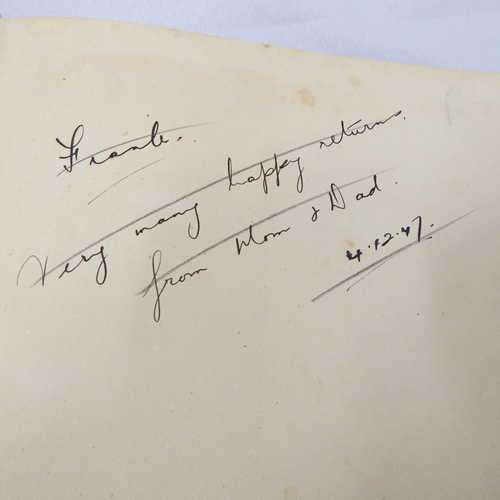 Frank.
Very many happy returns.
from Mom & Dad.
4.12.47.